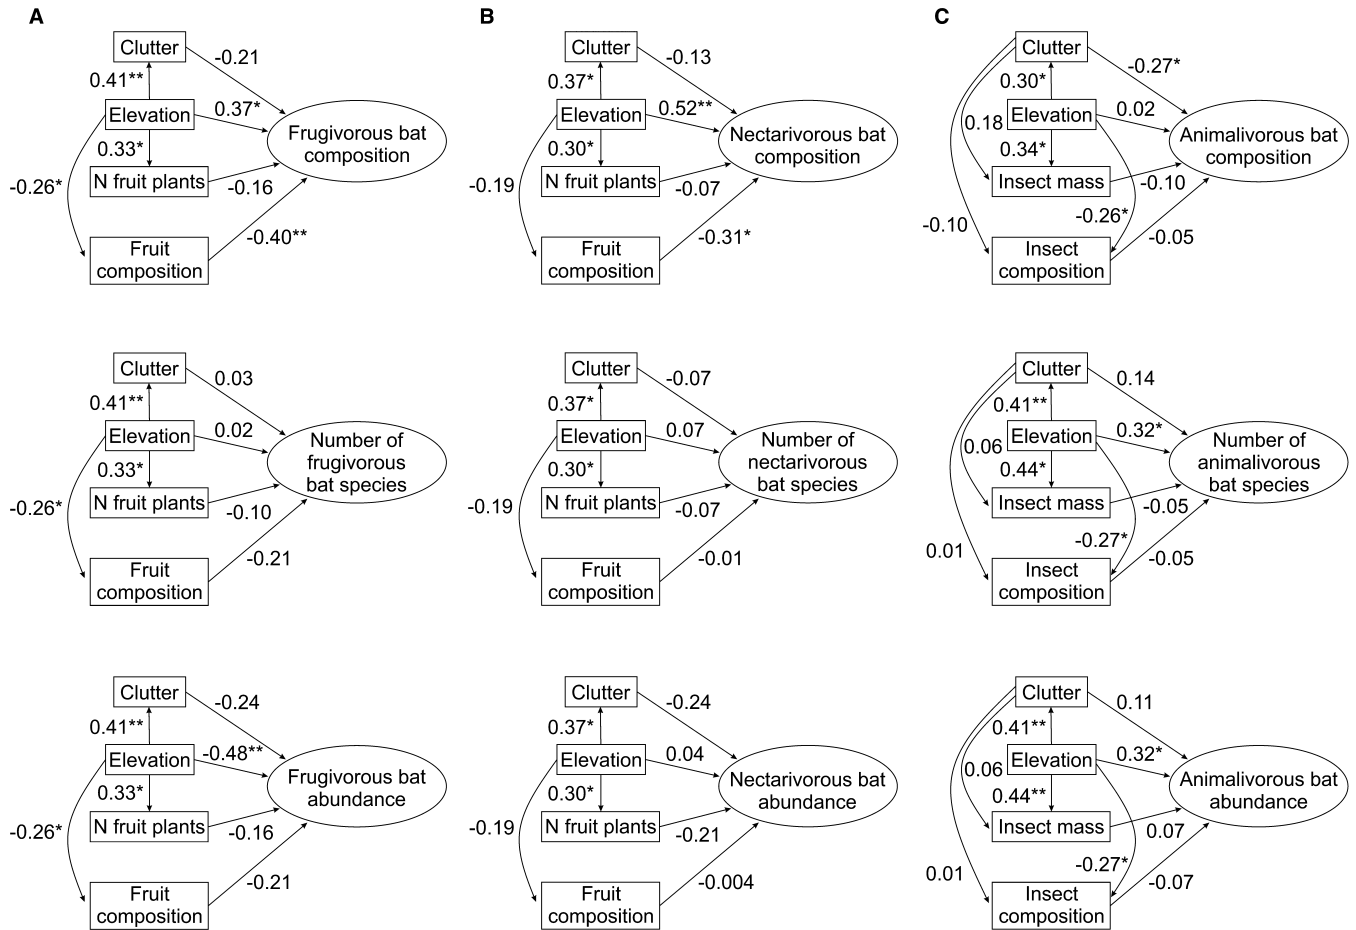 A
Clutter
-0.21
0.41**
Elevation
0.37*
Frugivorous bat
composition
0.33*
N fruit plants
-0.16
-0.26*
-0.40**
Fruit
composition
Clutter
0.03
0.41**
Elevation
0.02
Number of
frugivorous
bat species
0.33*
N fruit plants
-0.10
-0.26*
-0.21
Fruit
composition
Clutter
-0.24
0.41**
Elevation
-0.48**
Frugivorous bat
abundance
0.33*
N fruit plants
-0.16
-0.26*
-0.21
Fruit
composition
B
Clutter
-0.13
0.37*
Elevation
0.52**
Nectarivorous bat
composition
0.30*
N fruit plants
-0.07
-0.19
-0.31*
Fruit
composition
Clutter
-0.07
0.37*
Elevation
0.07
Number of
nectarivorous
bat species
0.30*
N fruit plants
-0.07
-0.19
-0.01
Fruit
composition
Clutter
-0.24
0.37*
Elevation
0.04
Nectarivorous bat
abundance
0.30*
N fruit plants
-0.21
-0.19
-0.004
Fruit
composition
C
Clutter
-0.27*
0.30*
Elevation
0.02
0.18
Animalivorous bat
composition
0.34*
Insect mass
-0.10
-0.26*
-0.10
-0.05
Insect
composition
Clutter
0.14
0.41**
Elevation
0.32*
0.06
Number of
animalivorous
bat species
0.44*
Insect mass
-0.05
-0.27*
0.01
-0.05
Insect
composition
Clutter
0.11
0.41**
Elevation
0.32*
0.06
Animalivorous bat
abundance
0.44**
Insect mass
0.07
-0.27*
0.01
-0.07
Insect
composition